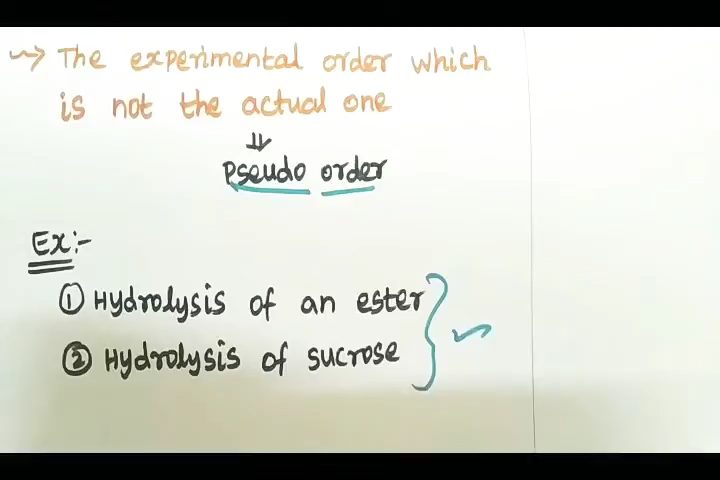 ~> The experimental order which
is not the actual one
⇓
Pseudo order
Ex:-
① Hydrolysis of an ester
② Hydrolysis of sucrose